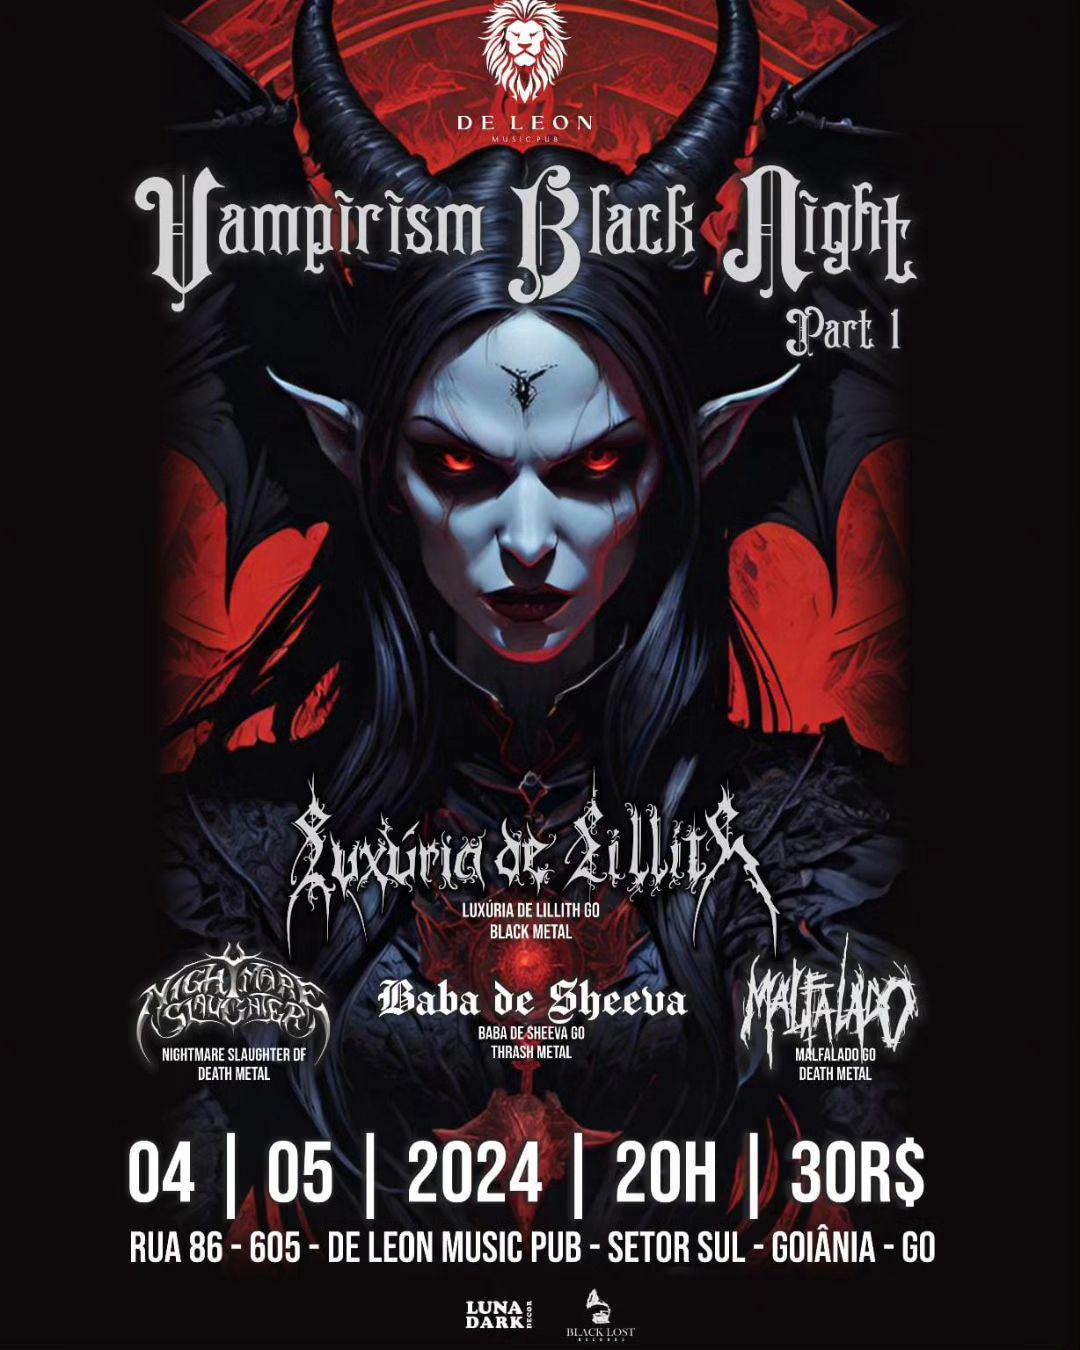 DE LEON
MUSIC PUB
Vampirism Black Night
Part 1
Luxúria de Lillith
LUXÚRIA DE LILLITH GO
BLACK METAL
NIGHTMARE SLAUGHTER
NIGHTMARE SLAUGHTER DF
DEATH METAL
Baba de Sheeva
BABA DE SHEEVA GO
THRASH METAL
MALFALADO
MALFALADO GO
DEATH METAL
04 | 05 | 2024 | 20H | 30R$
RUA 86 - 605 - DE LEON MUSIC PUB - SETOR SUL - GOIÂNIA - GO
LUNA
DARK
DECOR
BLACK LOST
RECORDS